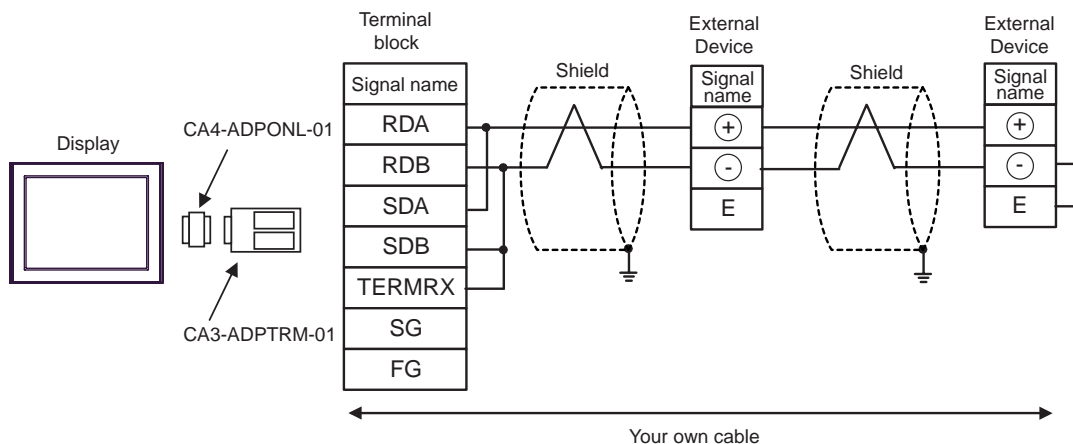 Display
CA4-ADPONL-01
CA3-ADPTRM-01
Terminal
block
Signal name
RDA
RDB
SDA
SDB
TERMRX
SG
FG
Shield
External
Device
Signal
name
+
-
E
Shield
External
Device
Signal
name
+
-
E
Your own cable